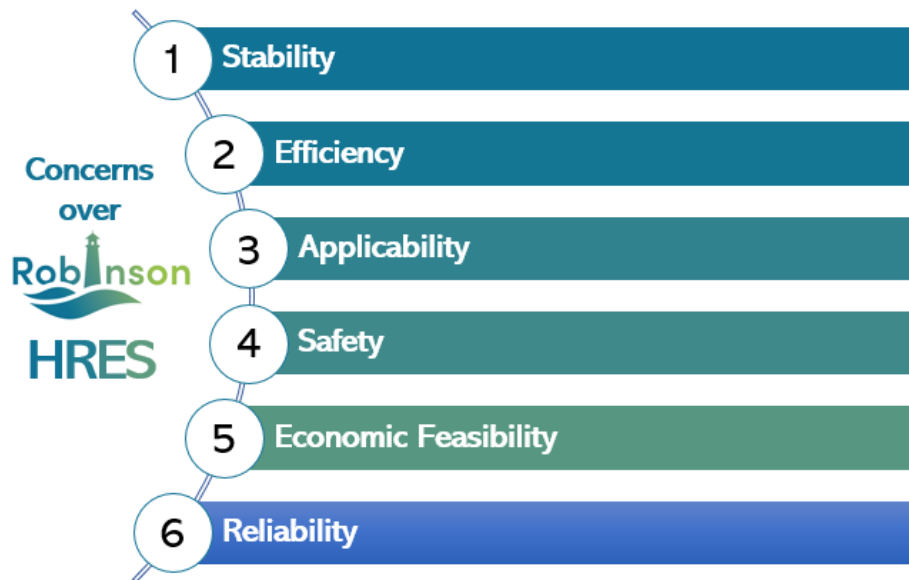 Concerns
over
Robinson
HRES
1 Stability
2 Efficiency
3 Applicability
4 Safety
5 Economic Feasibility
6 Reliability